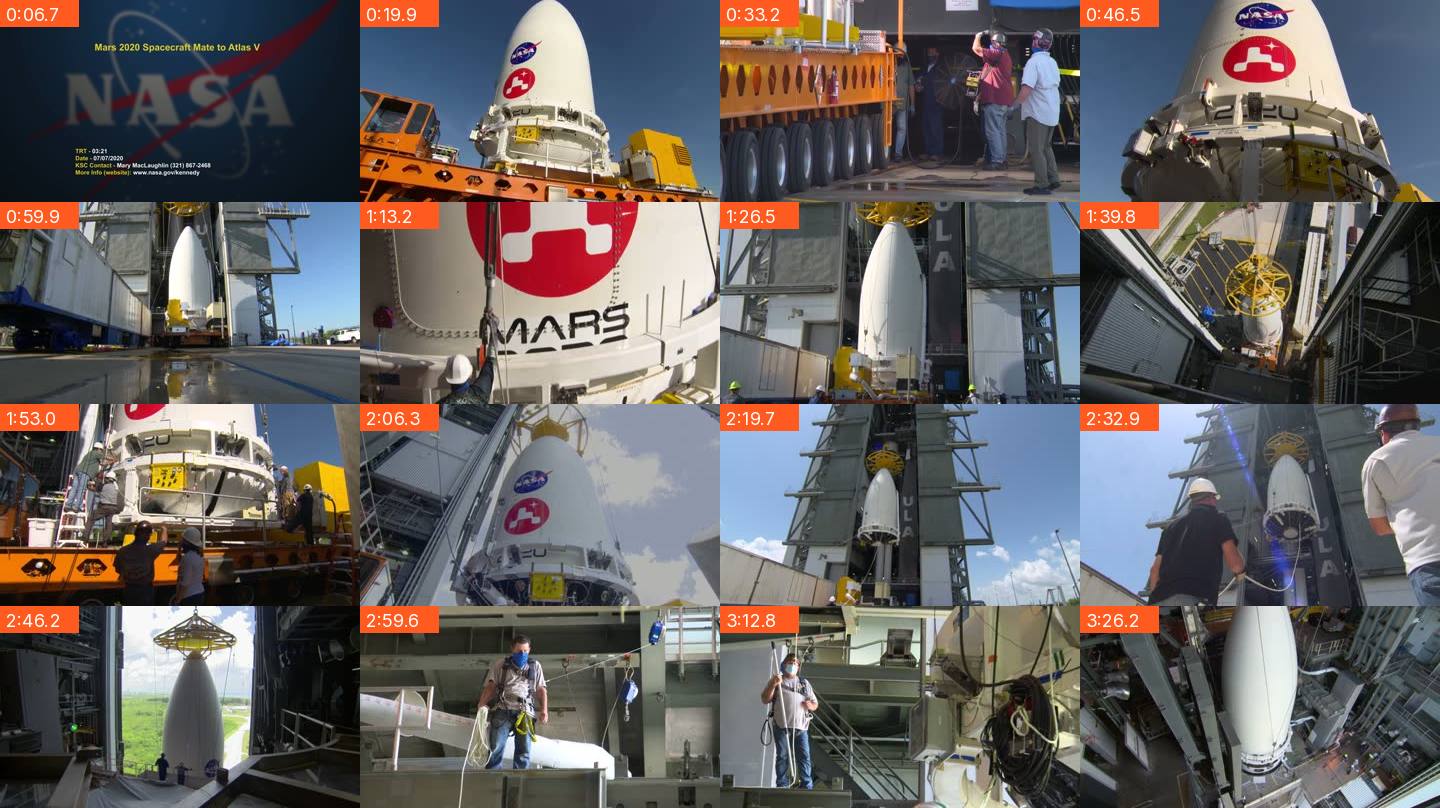 0:06.7
Mars 2020 Spacecraft Mate to Atlas V
NASA
TRT - 03:21
Date - 07/07/2020
KSC Contact - Mary MacLaughlin (321) 867-2468
More Info (website): www.nasa.gov/kennedy
0:19.9
NASA
0:33.2
0:46.5
NASA
0:59.9
1:13.2
MARS
1:26.5
ULA
1:39.8
1:53.0
2:06.3
NASA
2:19.7
ULA
2:32.9
ULA
2:46.2
2:59.6
3:12.8
3:26.2